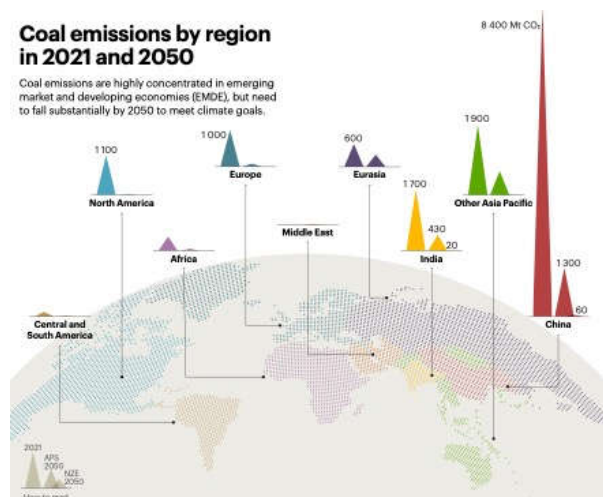 Coal emissions by region
in 2021 and 2050
Coal emissions are highly concentrated in emerging
market and developing economies (EMDE), but need
to fall substantially by 2050 to meet climate goals.
8 400 Mt CO₂
1 100
North America
1 000
Europe
600
Eurasia
1 900
Other Asia Pacific
Africa
Middle East
1 700
430
20
India
1 300
60
China
Central and
South America
2021
APS
2050
NZE
2050